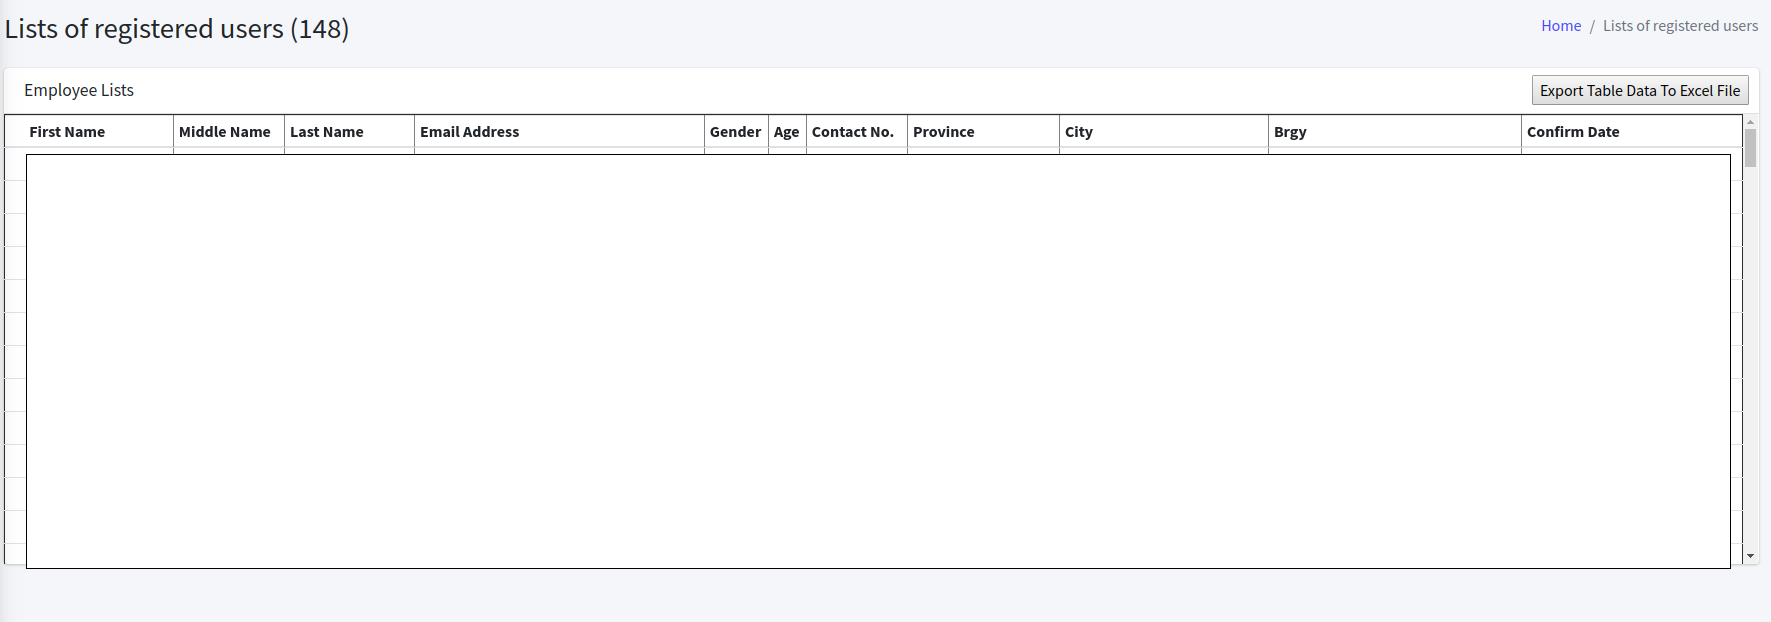 Lists of registered users (148)
Home / Lists of registered users
Employee Lists
Export Table Data To Excel File
First Name Middle Name Last Name Email Address Gender Age Contact No. Province City Brgy Confirm Date